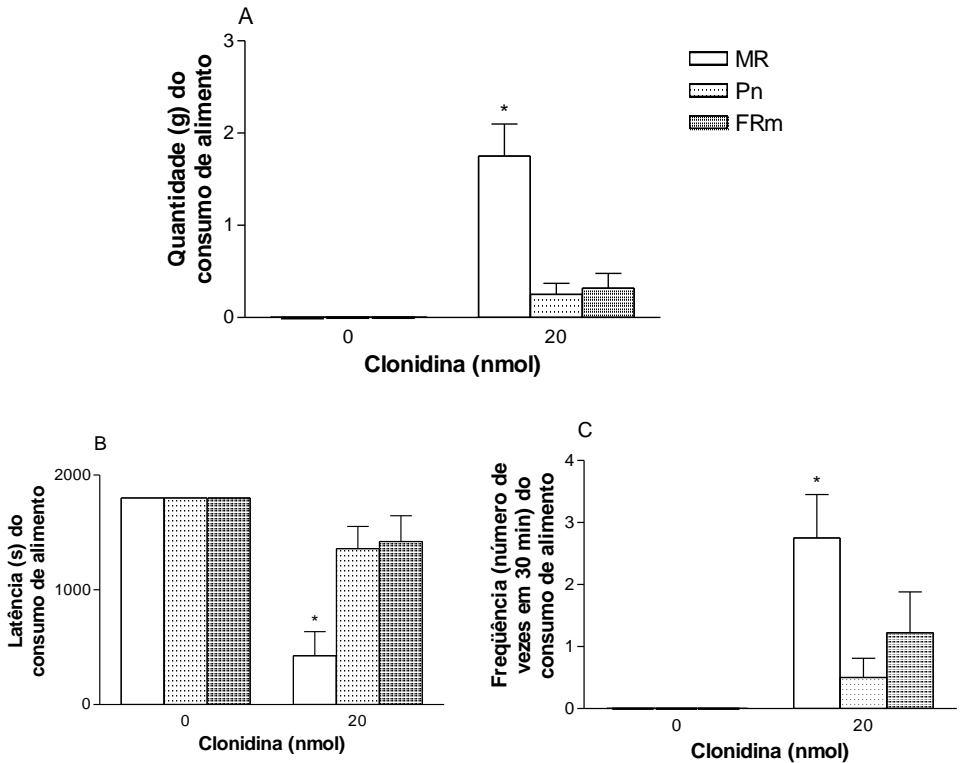 A
Quantidade (g) do
consumo de alimento
3
2
1
0
*
0
20
Clonidina (nmol)
MR
Pn
FRm
B
Latência (s) do
consumo de alimento
2000
1000
0
*
0
20
Clonidina (nmol)
C
Freqüência (número de
vezes em 30 min) do
consumo de alimento
4
3
2
1
0
*
0
20
Clonidina (nmol)